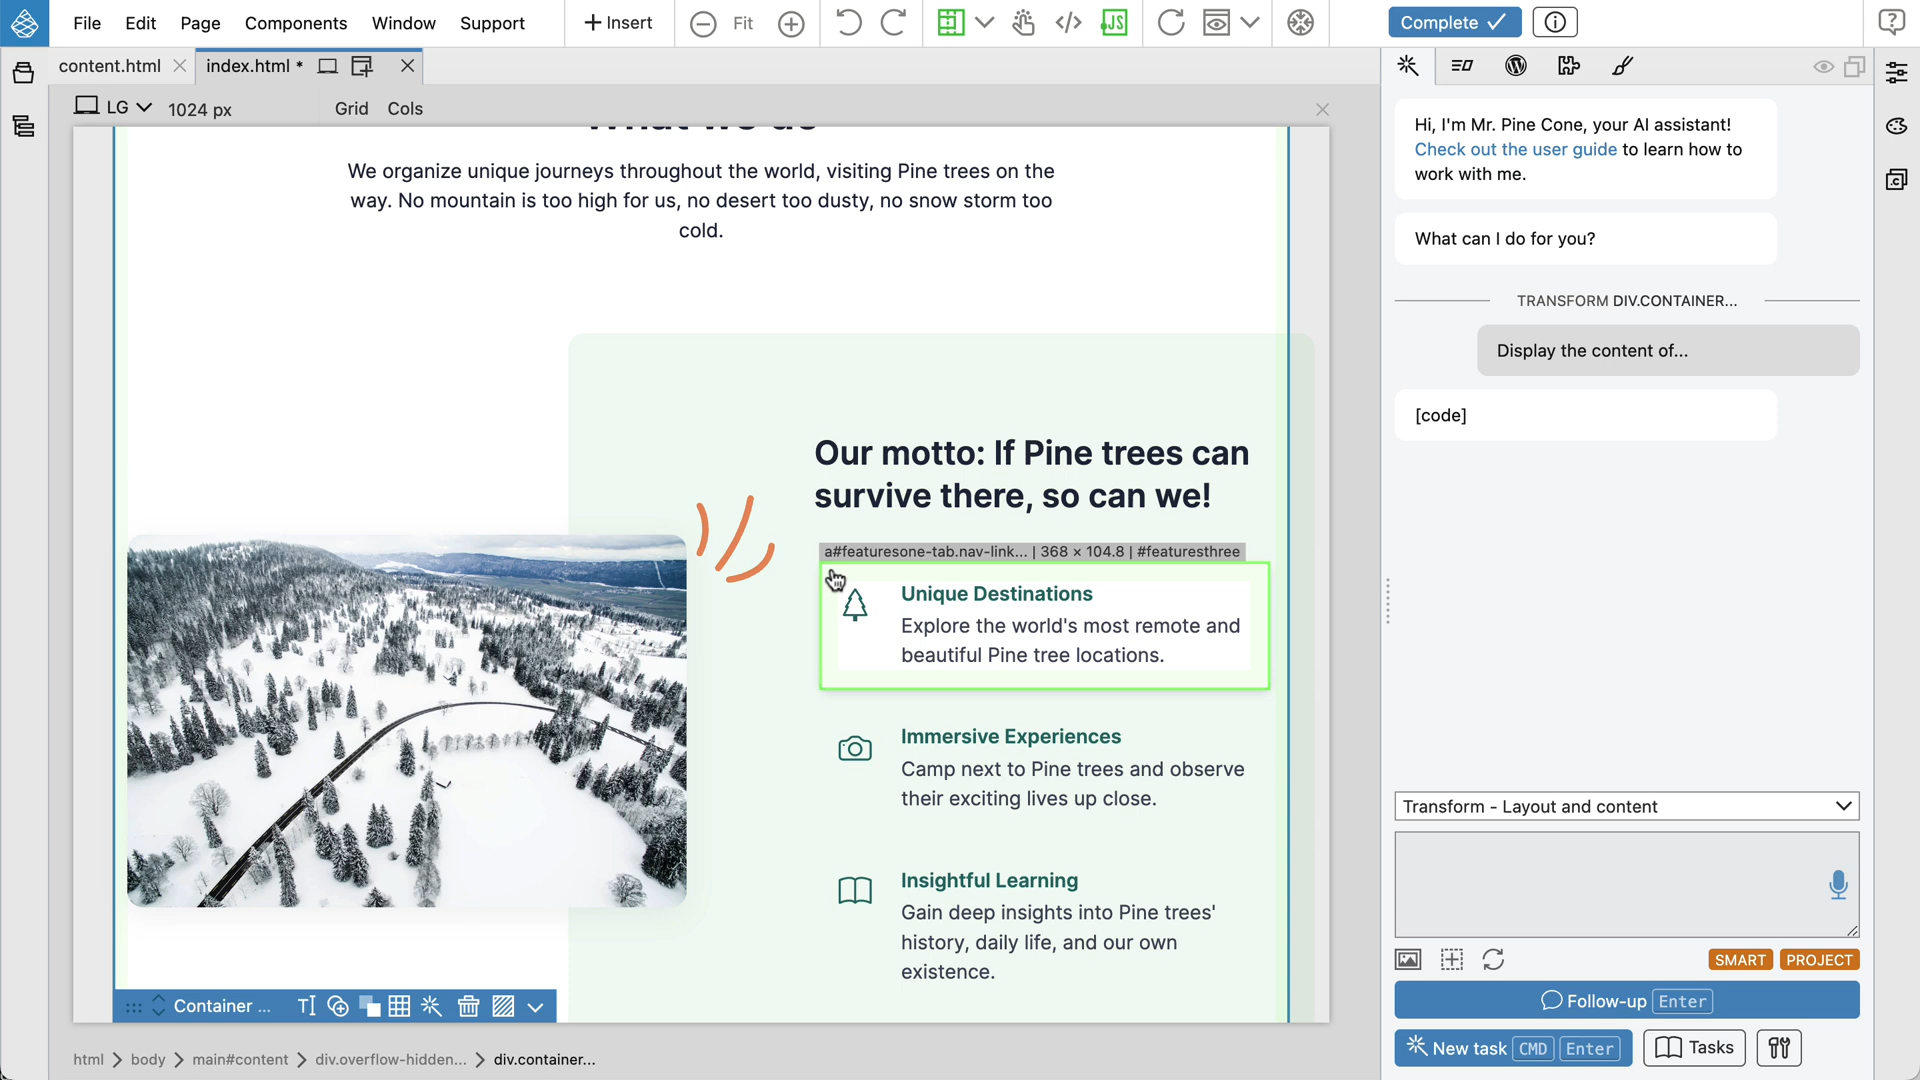 File Edit Page Components Window Support + Insert Fit </> JS Complete
content.html index.html *
LG 1024 px Grid Cols
What we do
We organize unique journeys throughout the world, visiting Pine trees on the
way. No mountain is too high for us, no desert too dusty, no snow storm too
cold.
Our motto: If Pine trees can
survive there, so can we!
a#featuresone-tab.nav-link... | 368 × 104.8 | #featuresthree
Unique Destinations
Explore the world's most remote and
beautiful Pine tree locations.
Immersive Experiences
Camp next to Pine trees and observe
their exciting lives up close.
Insightful Learning
Gain deep insights into Pine trees'
history, daily life, and our own
existence.
Container ...
html > body > main#content > div.overflow-hidden... > div.container...
Hi, I'm Mr. Pine Cone, your AI assistant!
Check out the user guide to learn how to
work with me.
What can I do for you?
TRANSFORM DIV.CONTAINER...
Display the content of...
[code]
Transform - Layout and content
SMART PROJECT
Follow-up Enter
New task CMD Enter Tasks